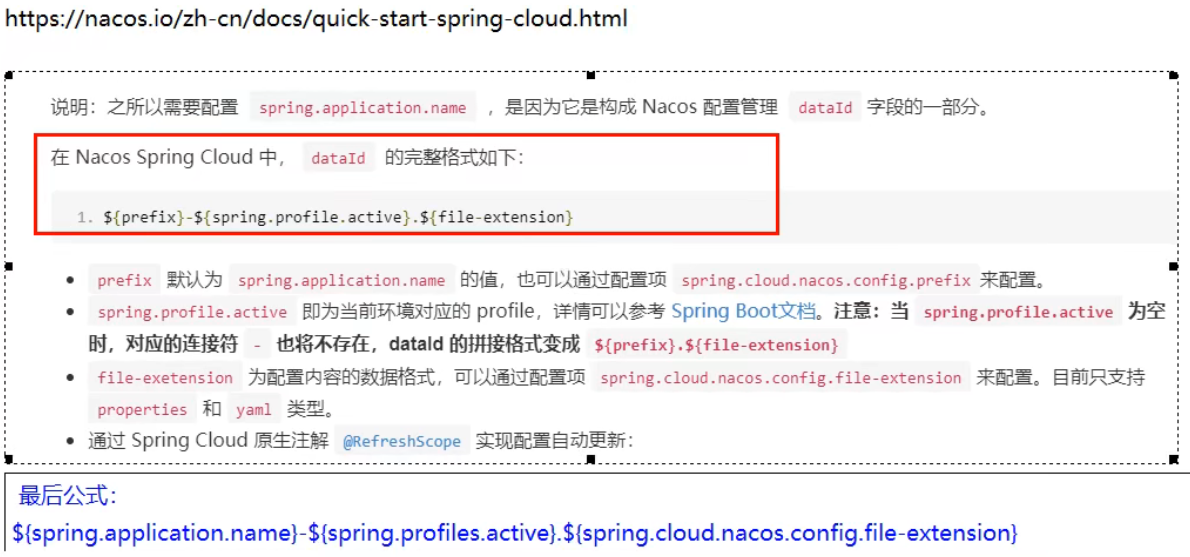 https://nacos.io/zh-cn/docs/quick-start-spring-cloud.html
说明：之所以需要配置 spring.application.name ，是因为它是构成 Nacos 配置管理 dataId 字段的一部分。
在 Nacos Spring Cloud 中， dataId 的完整格式如下：
1. ${prefix}-${spring.profile.active}.${file-extension}
• prefix 默认为 spring.application.name 的值，也可以通过配置项 spring.cloud.nacos.config.prefix 来配置。
• spring.profile.active 即为当前环境对应的 profile，详情可以参考 Spring Boot文档。注意：当 spring.profile.active 为空
时，对应的连接符 - 也将不存在，dataId 的拼接格式变成 ${prefix}.${file-extension}
• file-exetension 为配置内容的数据格式，可以通过配置项 spring.cloud.nacos.config.file-extension 来配置。目前只支持
properties 和 yaml 类型。
• 通过 Spring Cloud 原生注解 @RefreshScope 实现配置自动更新：
最后公式：
${spring.application.name}-${spring.profiles.active}.${spring.cloud.nacos.config.file-extension}